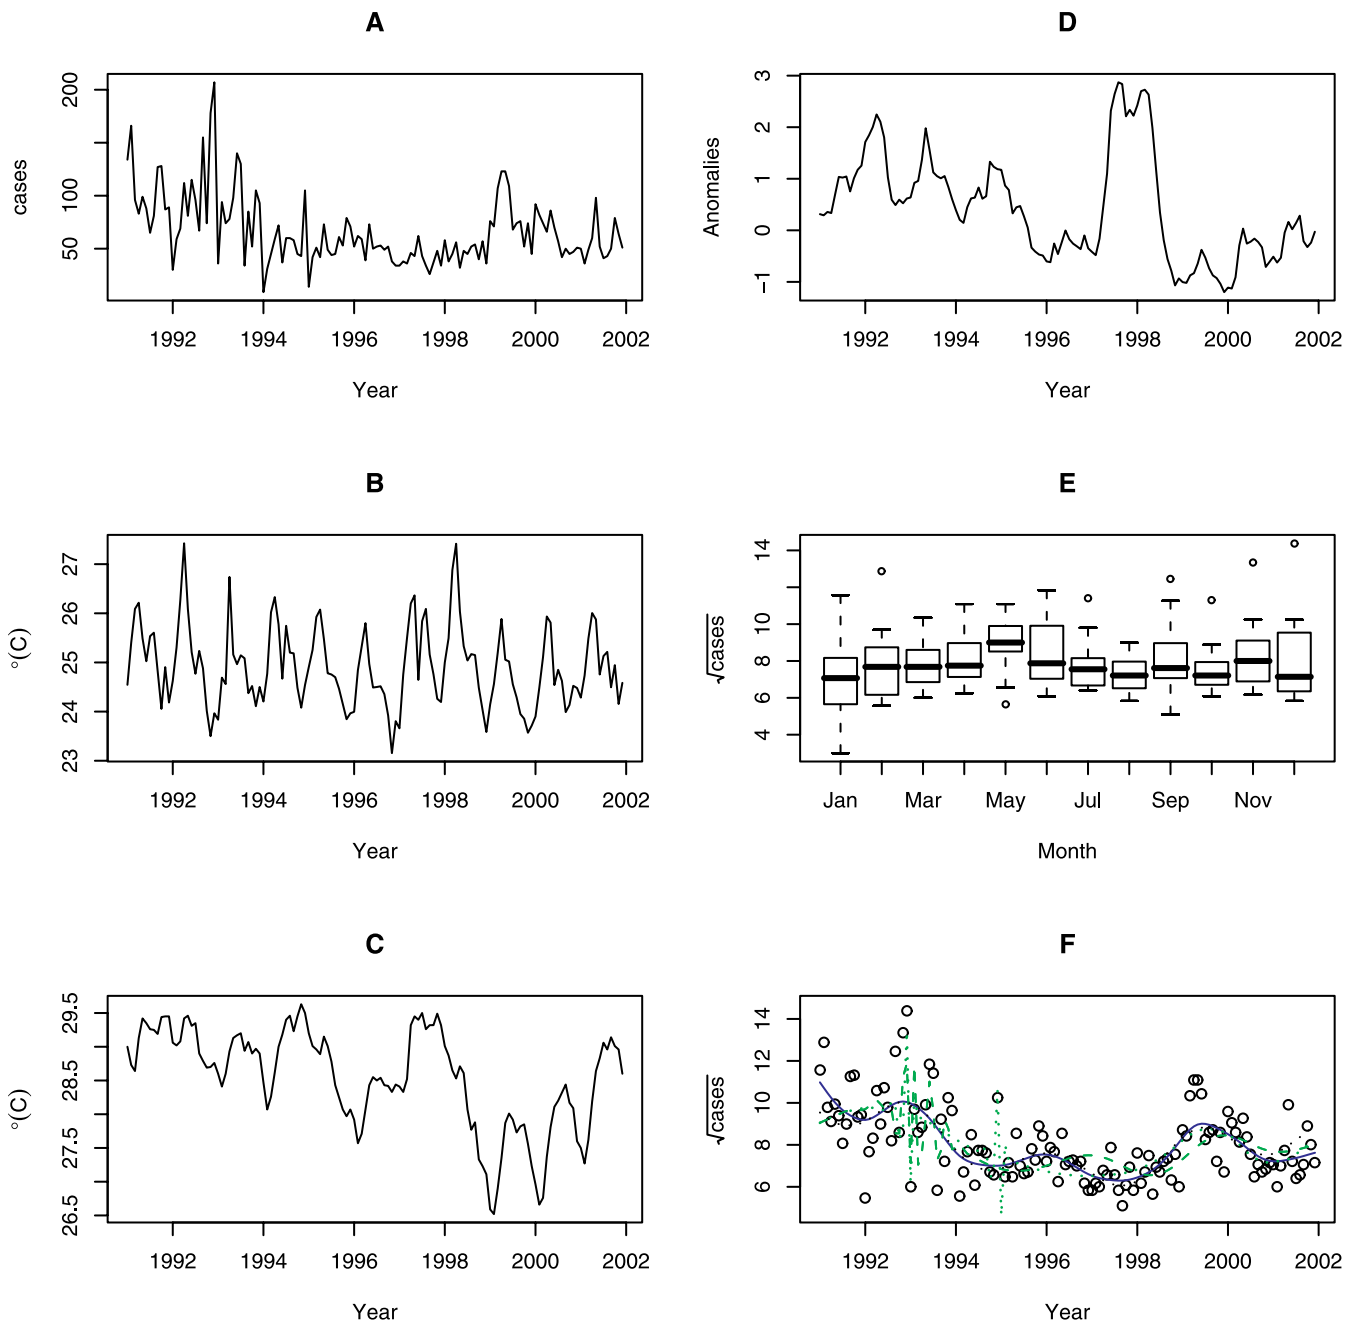 A
cases
200
100
50
1992 1994 1996 1998 2000 2002
Year
D
Anomalies
3
2
1
0
−1
1992 1994 1996 1998 2000 2002
Year
B
°(C)
27
26
25
24
23
1992 1994 1996 1998 2000 2002
Year
E
√cases
14
10
8
6
4
Jan Mar May Jul Sep Nov
Month
C
°(C)
29.5
28.5
27.5
26.5
1992 1994 1996 1998 2000 2002
Year
F
√cases
14
12
10
8
6
1992 1994 1996 1998 2000 2002
Year